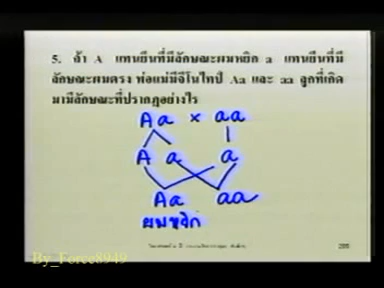 5. ถ้า A แทนยีนที่มีลักษณะผมหยิก a แทนยีนที่มี
ลักษณะผมตรง พ่อแม่มีจีโนไทป์ Aa และ aa ลูกที่เกิด
มามีลักษณะที่ปรากฏอย่างไร
Aa × aa
A a a
Aa aa
ผมหยิก
By_Force8949